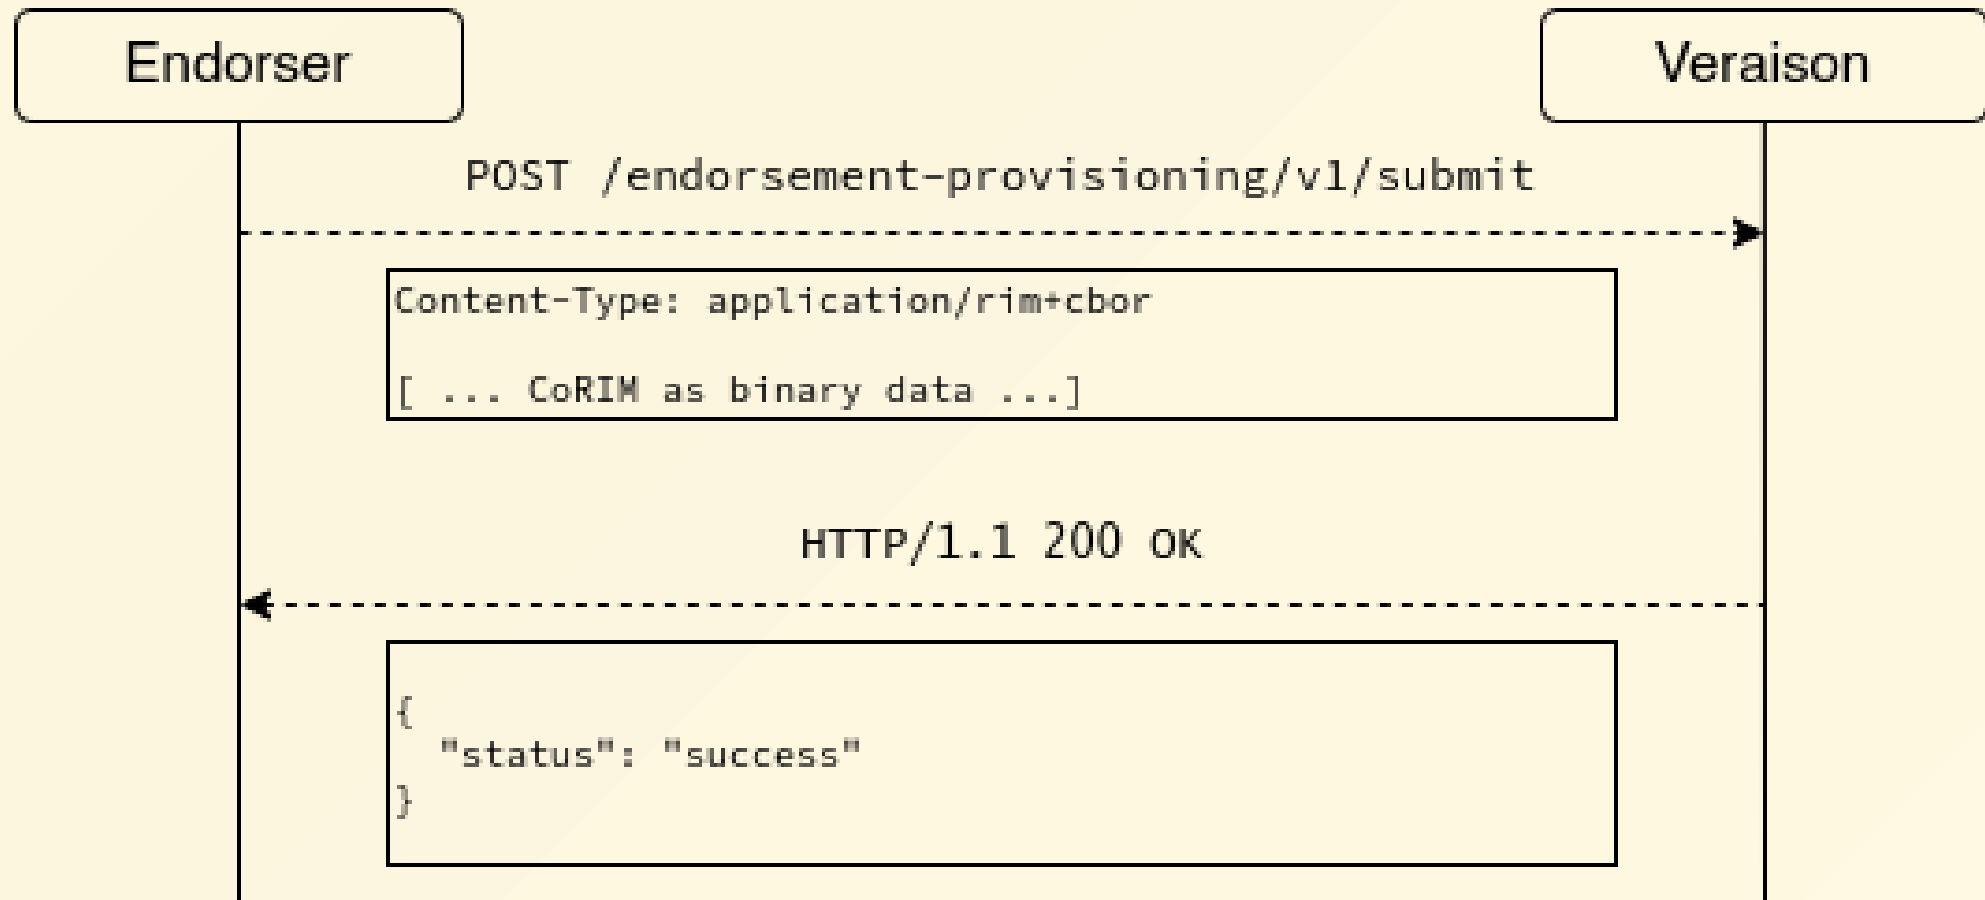 Endorser
Veraison
POST /endorsement-provisioning/v1/submit
Content-Type: application/rim+cbor
[ ... CoRIM as binary data ...]
HTTP/1.1 200 OK
{
  "status": "success"
}